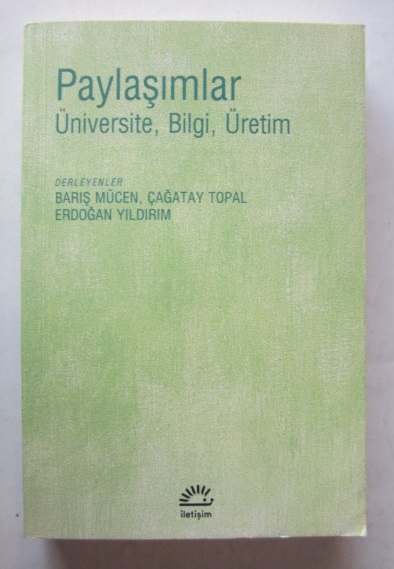 Paylaşımlar
Üniversite, Bilgi, Üretim
DERLEYENLER
BARIŞ MÜCEN, ÇAĞATAY TOPAL
ERDOĞAN YILDIRIM
iletişim